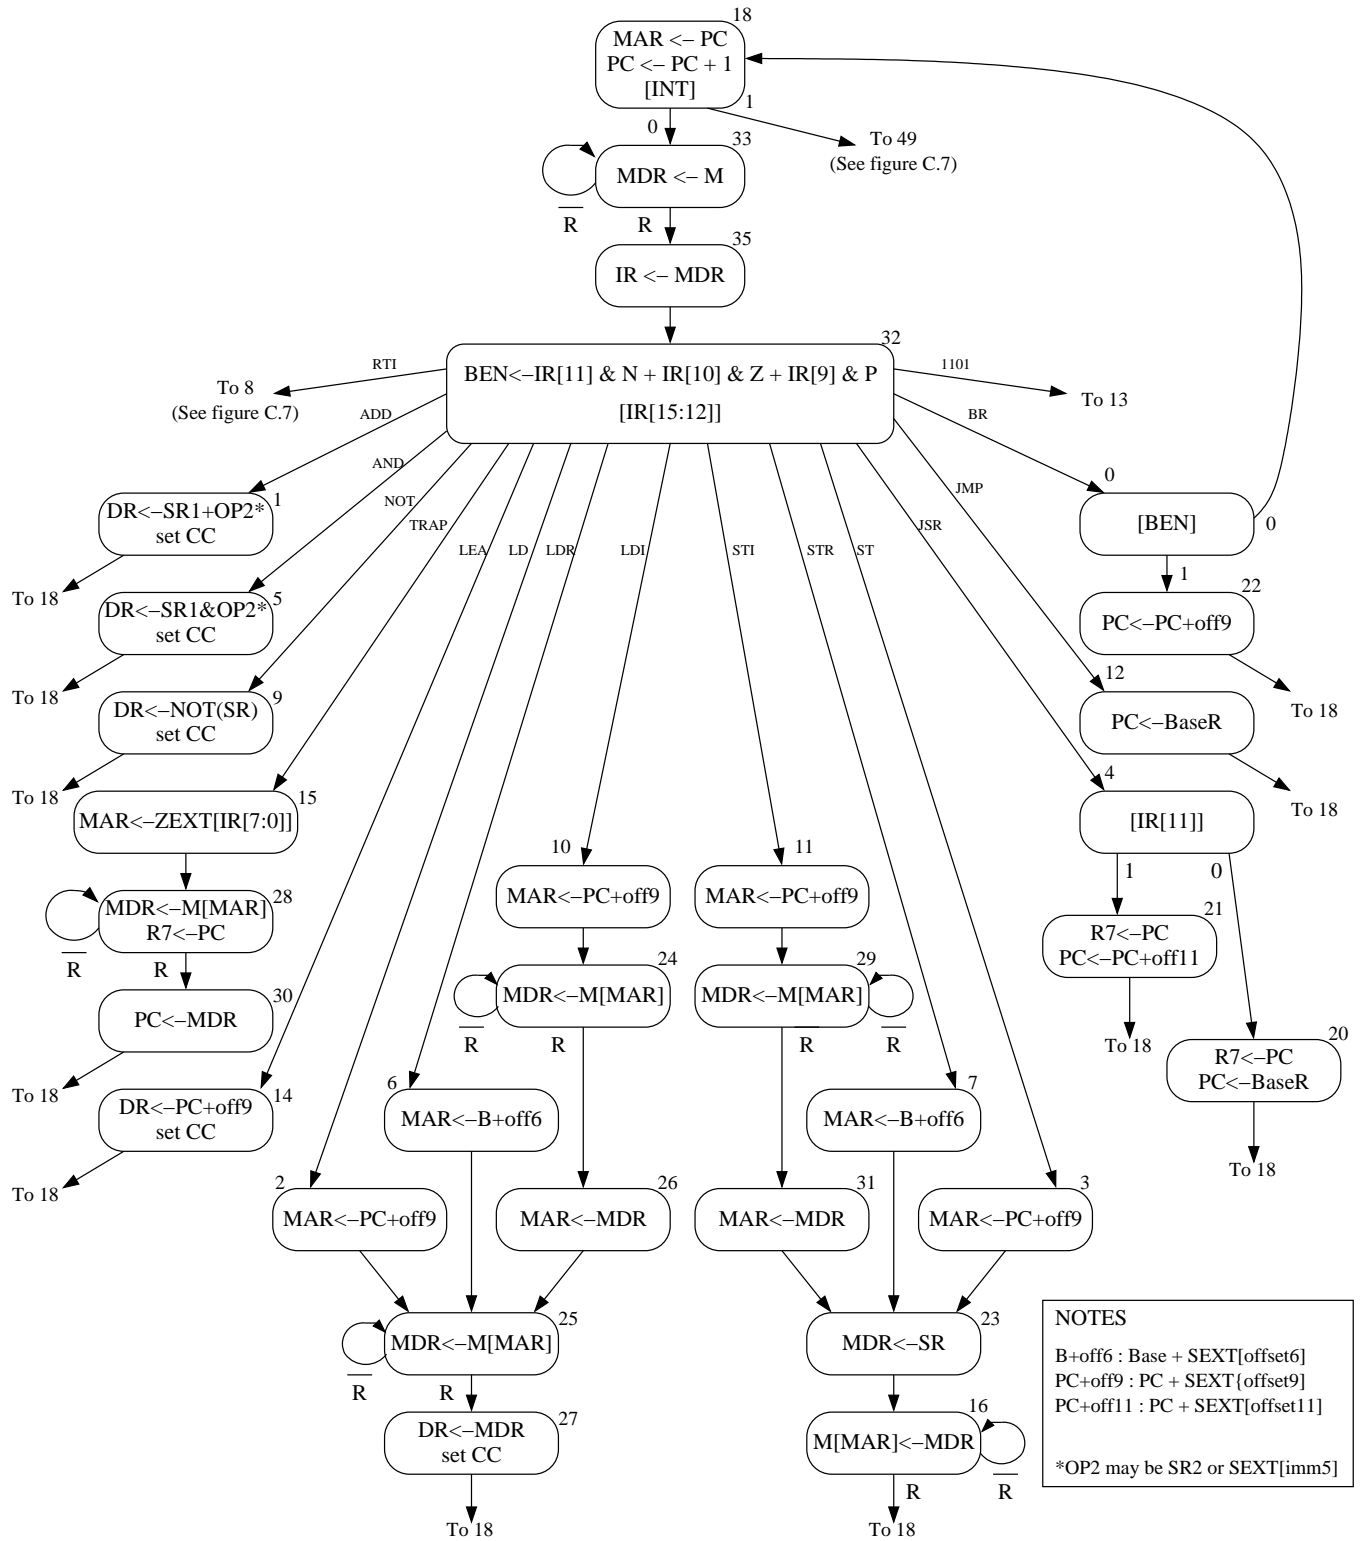 18
MAR <– PC
PC <– PC + 1
[INT]
0
1
To 49
(See figure C.7)
33
MDR <– M
R
R
35
IR <– MDR
32
BEN<–IR[11] & N + IR[10] & Z + IR[9] & P
[IR[15:12]]
RTI
To 8
(See figure C.7)
1101
To 13
ADD
AND
NOT
TRAP
LEA
LD
LDR
LDI
STI
STR
ST
JSR
JMP
BR
1
DR<–SR1+OP2*
set CC
To 18
5
DR<–SR1&OP2*
set CC
To 18
9
DR<–NOT(SR)
set CC
To 18
15
MAR<–ZEXT[IR[7:0]]
28
MDR<–M[MAR]
R7<–PC
R
R
30
PC<–MDR
To 18
14
DR<–PC+off9
set CC
To 18
2
MAR<–PC+off9
6
MAR<–B+off6
10
MAR<–PC+off9
24
MDR<–M[MAR]
R
R
26
MAR<–MDR
25
MDR<–M[MAR]
R
R
27
DR<–MDR
set CC
To 18
11
MAR<–PC+off9
29
MDR<–M[MAR]
R
R
31
MAR<–MDR
7
MAR<–B+off6
3
MAR<–PC+off9
23
MDR<–SR
16
M[MAR]<–MDR
R
R
To 18
0
[BEN]
0
1
22
PC<–PC+off9
To 18
12
PC<–BaseR
To 18
4
[IR[11]]
1
0
21
R7<–PC
PC<–PC+off11
To 18
20
R7<–PC
PC<–BaseR
To 18
NOTES
B+off6 : Base + SEXT[offset6]
PC+off9 : PC + SEXT{offset9]
PC+off11 : PC + SEXT[offset11]
*OP2 may be SR2 or SEXT[imm5]